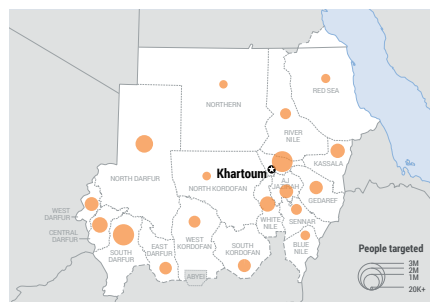 NORTHERN
RED SEA
RIVER
NILE
KASSALA
Khartoum
NORTH DARFUR
NORTH KORDOFAN
AJ
JAZIRAH
GEDAREF
WEST
DARFUR
CENTRAL
DARFUR
WHITE
NILE
SENNAR
SOUTH
DARFUR
EAST
DARFUR
WEST
KORDOFAN
SOUTH
KORDOFAN
BLUE
NILE
ABYEI
People targeted
3M
2M
1M
20K+